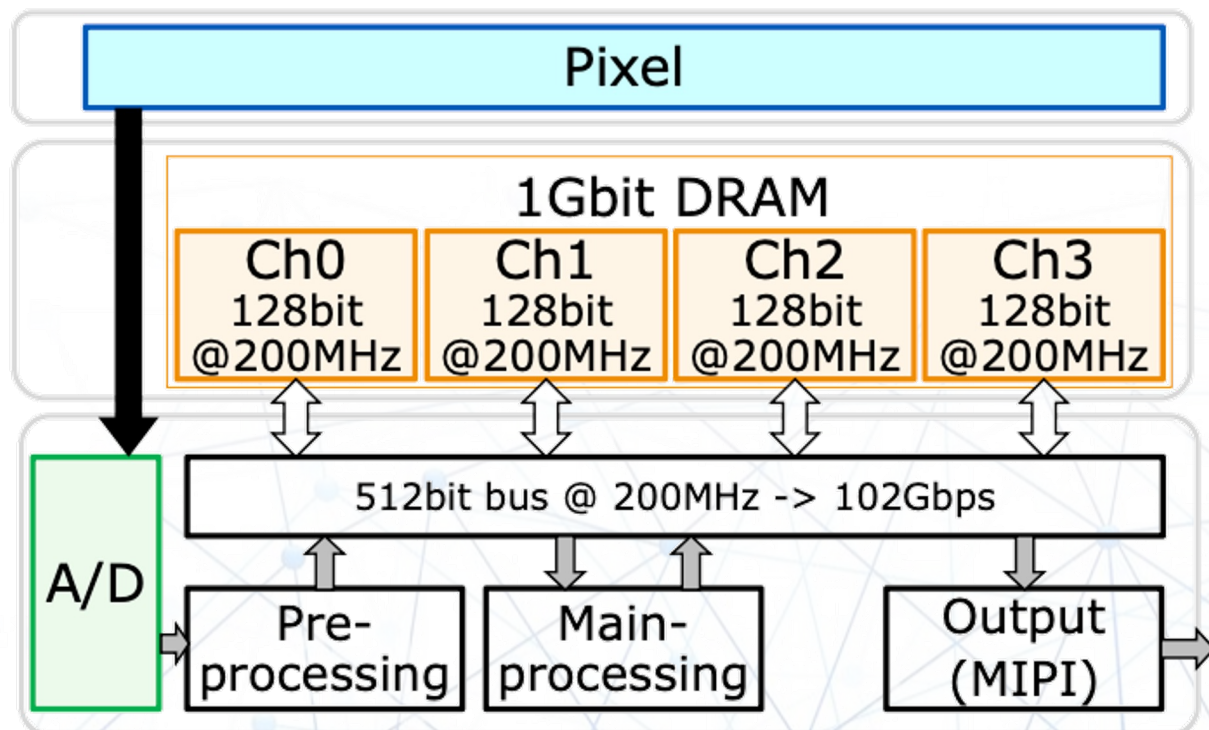 Pixel
1Gbit DRAM
Ch0
128bit
@200MHz
Ch1
128bit
@200MHz
Ch2
128bit
@200MHz
Ch3
128bit
@200MHz
512bit bus @ 200MHz -> 102Gbps
A/D
Pre-
processing
Main-
processing
Output
(MIPI)